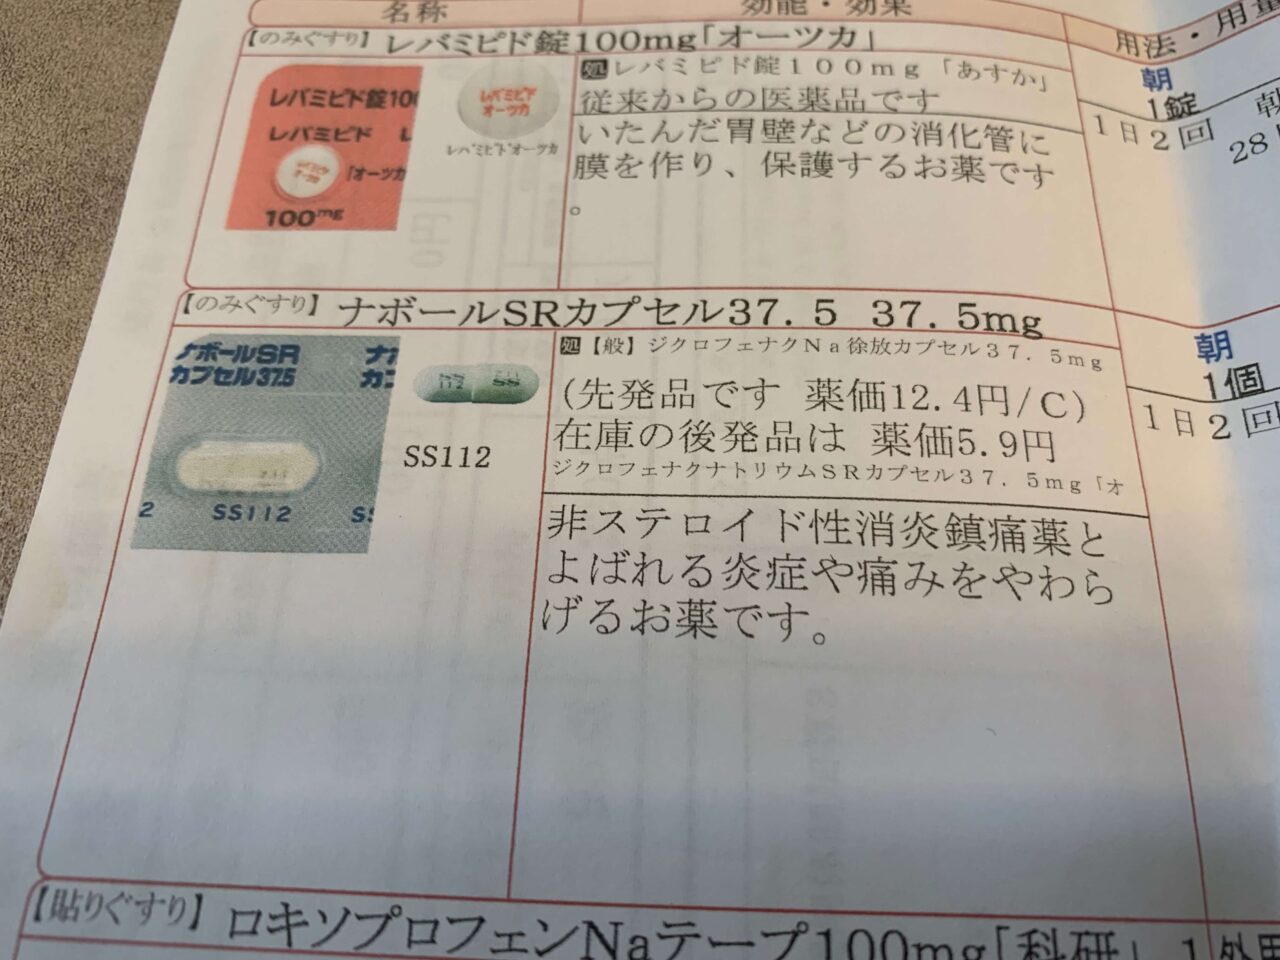 名称
効能・効果
用法・用量
【のみぐすり】レバミピド錠100mg「オーツカ」
レバミピド錠100
レバミピド
「オーツカ
100mg
レバミピド
オーツカ
レバミピドオーツカ
処レバミピド錠100mg「あすか」
従来からの医薬品です
いたんだ胃壁などの消化管に
膜を作り、保護するお薬です
。
朝
1錠
1日2回
朝
28
【のみぐすり】ナボールSRカプセル37.5 37.5mg
ナボールSR
カプセル37.5
SS112
SS112
処【般】ジクロフェナクNa徐放カプセル37.5mg
(先発品です 薬価12.4円/C)
在庫の後発品は 薬価5.9円
ジクロフェナクナトリウムSRカプセル37.5mg「オ
非ステロイド性消炎鎮痛薬と
よばれる炎症や痛みをやわら
げるお薬です。
朝
1個
1日2回
【貼りぐすり】ロキソプロフェンNaテープ100mg「科研」
1
外用